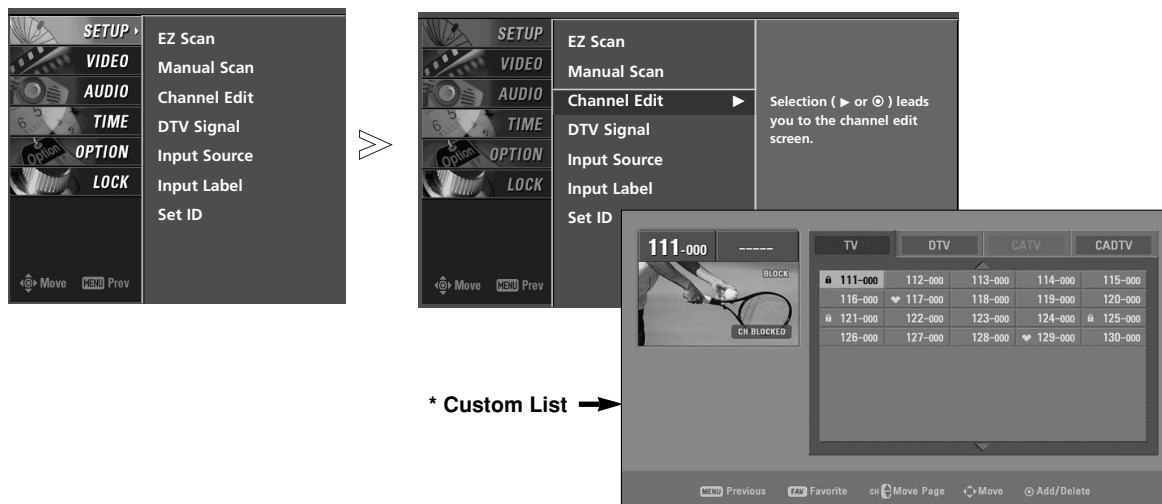 SETUP
VIDEO
AUDIO
TIME
OPTION
LOCK
Move MENU Prev
EZ Scan
Manual Scan
Channel Edit
DTV Signal
Input Source
Input Label
Set ID
SETUP
VIDEO
AUDIO
TIME
OPTION
LOCK
Move MENU Prev
EZ Scan
Manual Scan
Channel Edit ▶
DTV Signal
Input Source
Input Label
Set ID
Selection ( ▶ or ⊙ ) leads
you to the channel edit
screen.
* Custom List
111-000 -----
BLOCK
CH BLOCKED
TV DTV CATV CADTV
111-000 112-000 113-000 114-000 115-000
116-000 117-000 118-000 119-000 120-000
121-000 122-000 123-000 124-000 125-000
126-000 127-000 128-000 129-000 130-000
MENU Previous FAV Favorite CH Move Page Move Add/Delete